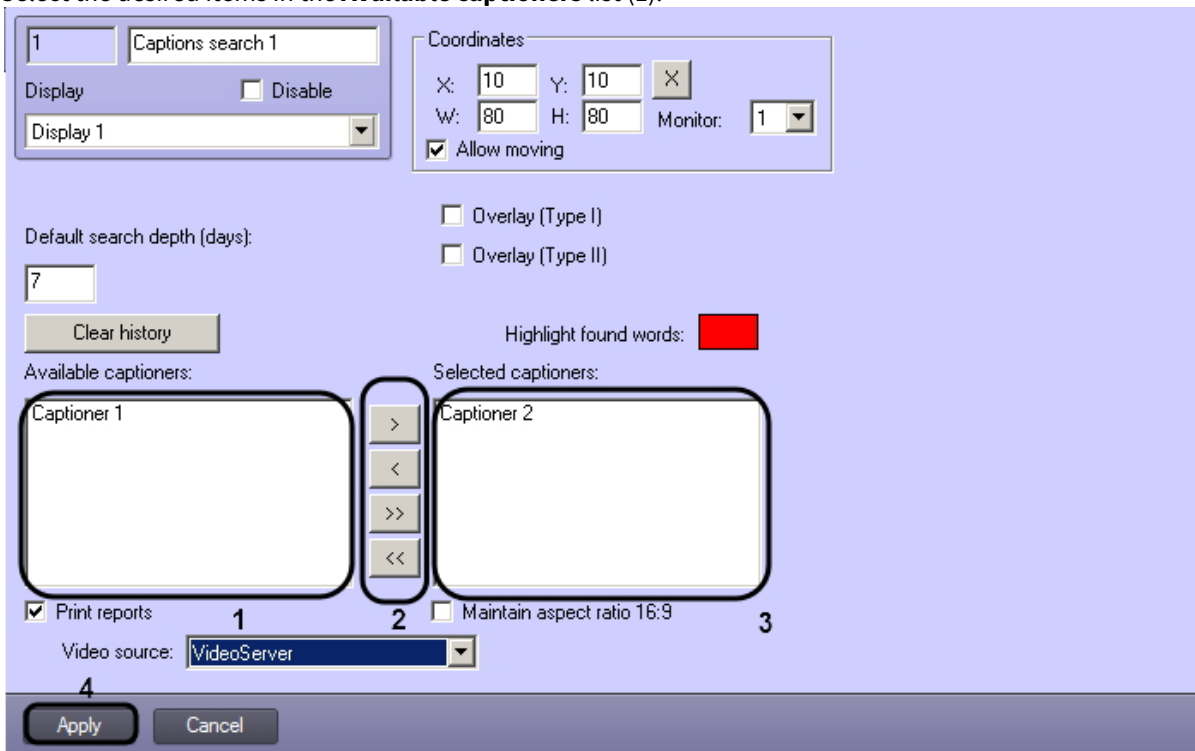 Select the desired items in the Available captioners list (1).
1 Captions search 1
Display Disable
Display 1
Coordinates
X: 10 Y: 10 X
W: 80 H: 80 Monitor: 1
Allow moving
Overlay (Type I)
Overlay (Type II)
Default search depth (days):
7
Clear history
Highlight found words:
Available captioners:
Selected captioners:
Captioner 1
Captioner 2
>
<
>>
<<
Print reports
Maintain aspect ratio 16:9
1 2 3
Video source: VideoServer
4
Apply Cancel